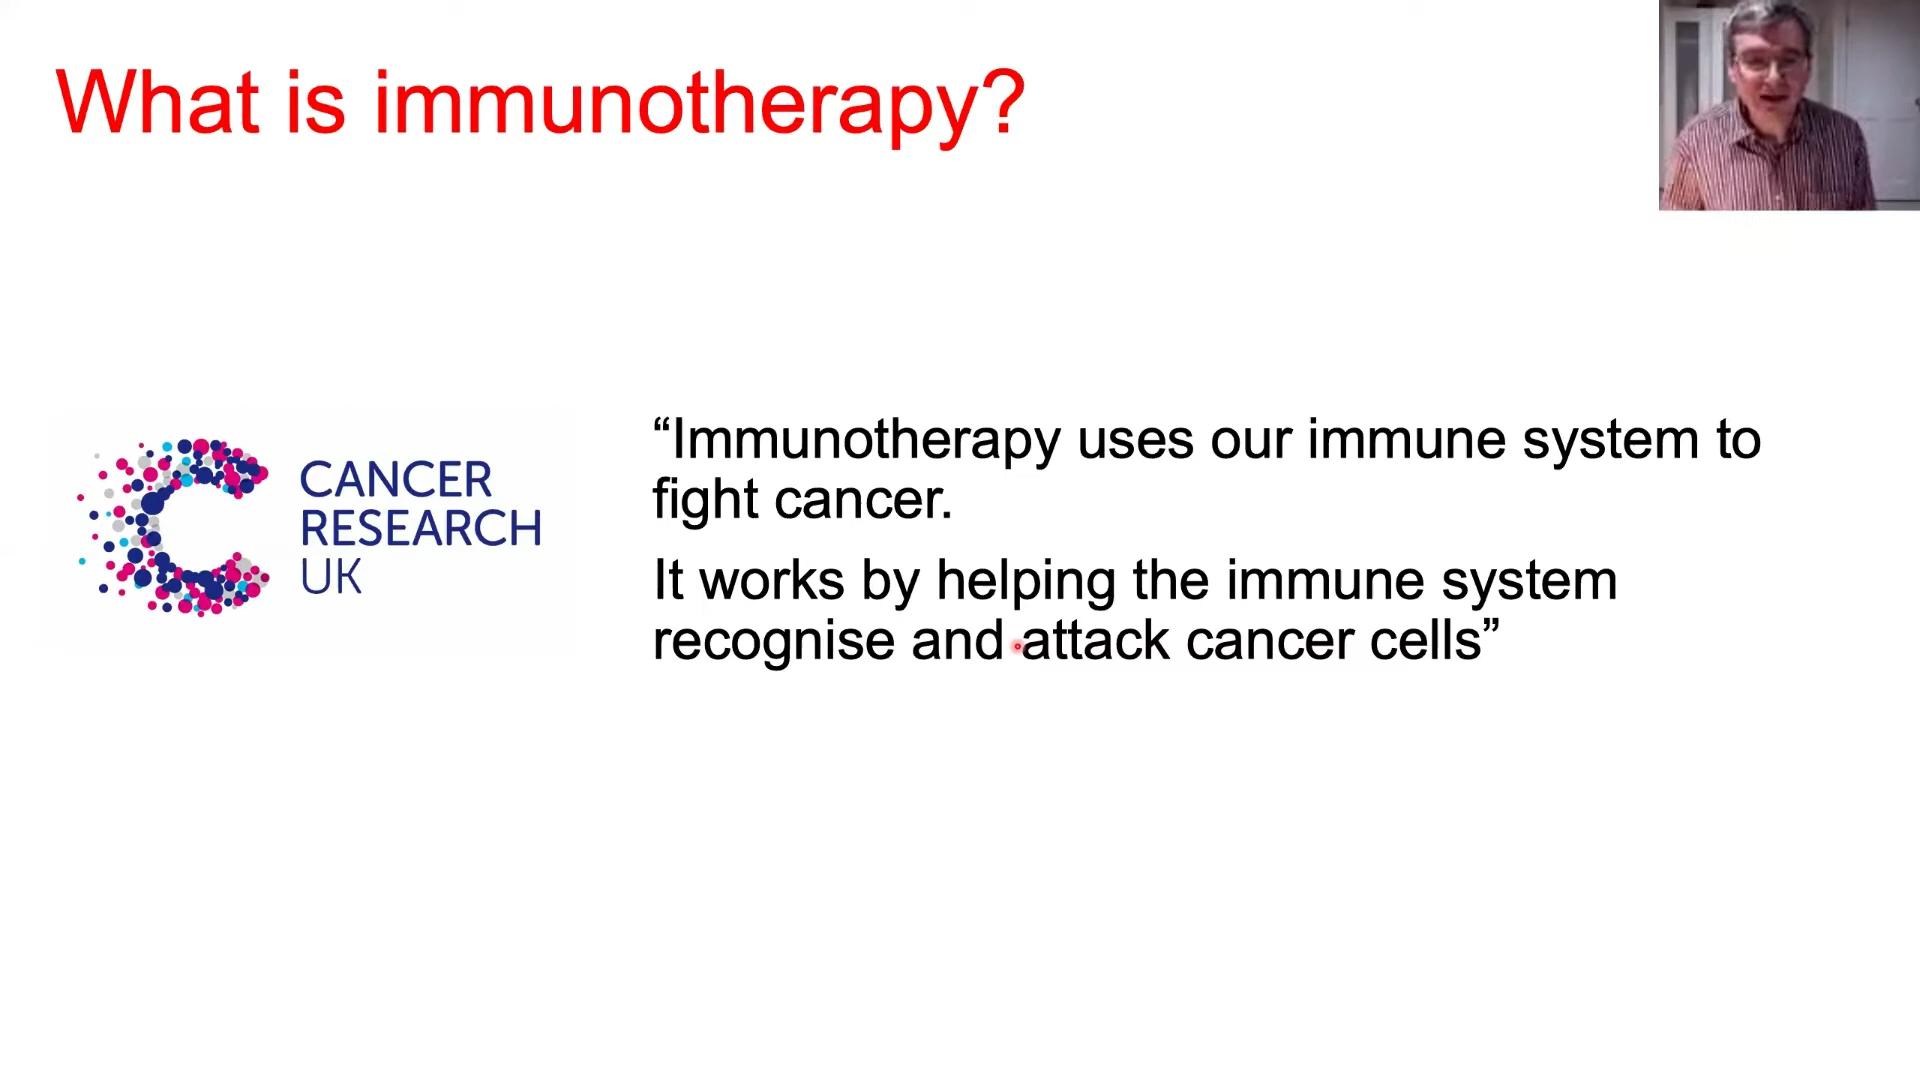 What is immunotherapy?
CANCER
RESEARCH
UK
“Immunotherapy uses our immune system to
fight cancer.
It works by helping the immune system
recognise and attack cancer cells”